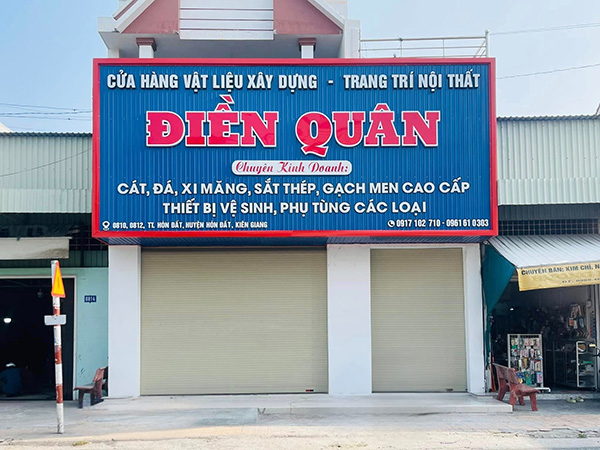 CỬA HÀNG VẬT LIỆU XÂY DỰNG - TRANG TRÍ NỘI THẤT
ĐIỀN QUÂN
Chuyên Kinh Doanh:
CÁT, ĐÁ, XI MĂNG, SẮT THÉP, GẠCH MEN CAO CẤP
THIẾT BỊ VỆ SINH, PHỤ TÙNG CÁC LOẠI
0810, 0812, TT. HÒN ĐẤT, HUYỆN HÒN ĐẤT, KIÊN GIANG
0917 102 710 - 0961 61 0303
0814
CHUYÊN BÁN: KIM CHỈ, N